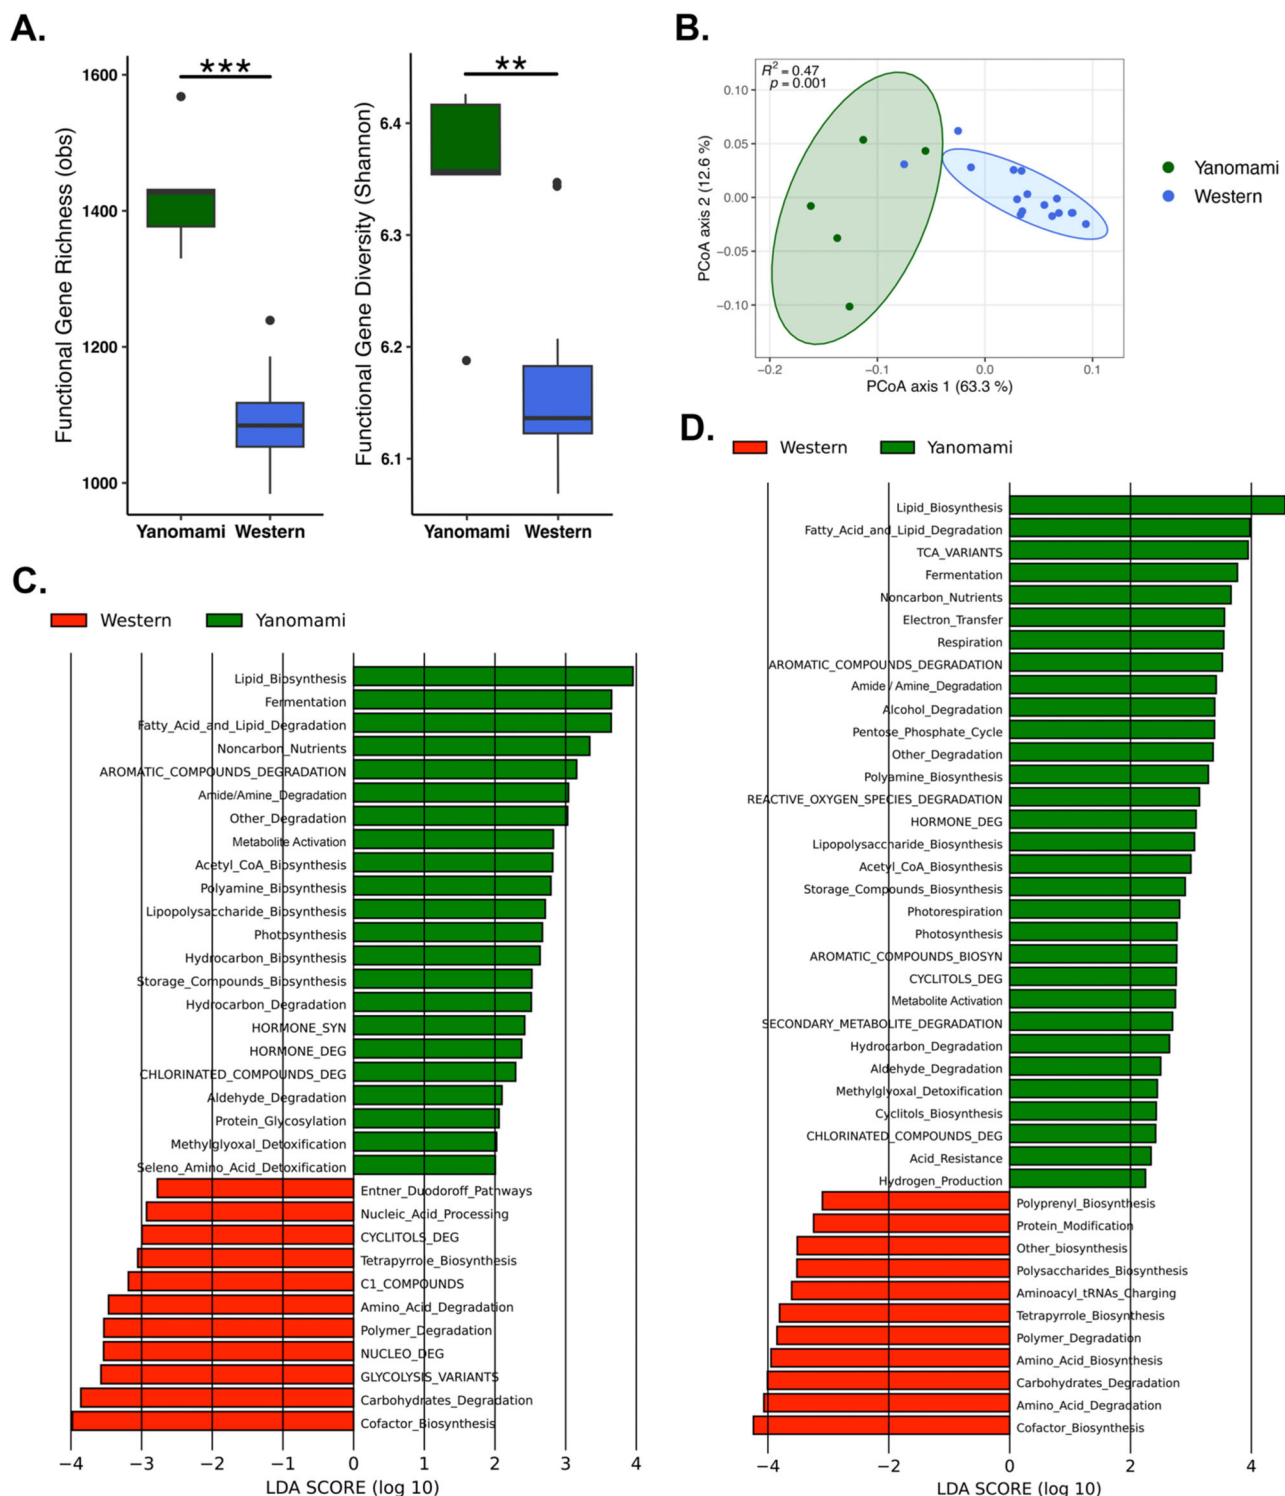 A.
***
**
Functional Gene Richness (obs)
1600
1400
1200
1000
Yanomami Western
Functional Gene Diversity (Shannon)
6.4
6.3
6.2
6.1
Yanomami Western
B.
R² = 0.47
p = 0.001
PCoA axis 2 (12.6 %)
0.10
0.05
0.00
−0.05
−0.10
−0.2 −0.1 0.0 0.1
PCoA axis 1 (63.3 %)
Yanomami
Western
C.
Western Yanomami
Lipid_Biosynthesis
Fermentation
Fatty_Acid_and_Lipid_Degradation
Noncarbon_Nutrients
AROMATIC_COMPOUNDS_DEGRADATION
Amide/Amine_Degradation
Other_Degradation
Metabolite Activation
Acetyl_CoA_Biosynthesis
Polyamine_Biosynthesis
Lipopolysaccharide_Biosynthesis
Photosynthesis
Hydrocarbon_Biosynthesis
Storage_Compounds_Biosynthesis
Hydrocarbon_Degradation
HORMONE_SYN
HORMONE_DEG
CHLORINATED_COMPOUNDS_DEG
Aldehyde_Degradation
Protein_Glycosylation
Methylglyoxal_Detoxification
Seleno_Amino_Acid_Detoxification
Entner_Duodoroff_Pathways
Nucleic_Acid_Processing
CYCLITOLS_DEG
Tetrapyrrole_Biosynthesis
C1_COMPOUNDS
Amino_Acid_Degradation
Polymer_Degradation
NUCLEO_DEG
GLYCOLYSIS_VARIANTS
Carbohydrates_Degradation
Cofactor_Biosynthesis
−4 −3 −2 −1 0 1 2 3 4
LDA SCORE (log 10)
D.
Western Yanomami
Lipid_Biosynthesis
Fatty_Acid_and_Lipid_Degradation
TCA_VARIANTS
Fermentation
Noncarbon_Nutrients
Electron_Transfer
Respiration
AROMATIC_COMPOUNDS_DEGRADATION
Amide / Amine_Degradation
Alcohol_Degradation
Pentose_Phosphate_Cycle
Other_Degradation
Polyamine_Biosynthesis
REACTIVE_OXYGEN_SPECIES_DEGRADATION
HORMONE_DEG
Lipopolysaccharide_Biosynthesis
Acetyl_CoA_Biosynthesis
Storage_Compounds_Biosynthesis
Photorespiration
Photosynthesis
AROMATIC_COMPOUNDS_BIOSYN
CYCLITOLS_DEG
Metabolite Activation
SECONDARY_METABOLITE_DEGRADATION
Hydrocarbon_Degradation
Aldehyde_Degradation
Methylglyoxal_Detoxification
Cyclitols_Biosynthesis
CHLORINATED_COMPOUNDS_DEG
Acid_Resistance
Hydrogen_Production
Polyprenyl_Biosynthesis
Protein_Modification
Other_biosynthesis
Polysaccharides_Biosynthesis
Aminoacyl_tRNAs_Charging
Tetrapyrrole_Biosynthesis
Polymer_Degradation
Amino_Acid_Biosynthesis
Carbohydrates_Degradation
Amino_Acid_Degradation
Cofactor_Biosynthesis
−4 −2 0 2 4
LDA SCORE (log 10)